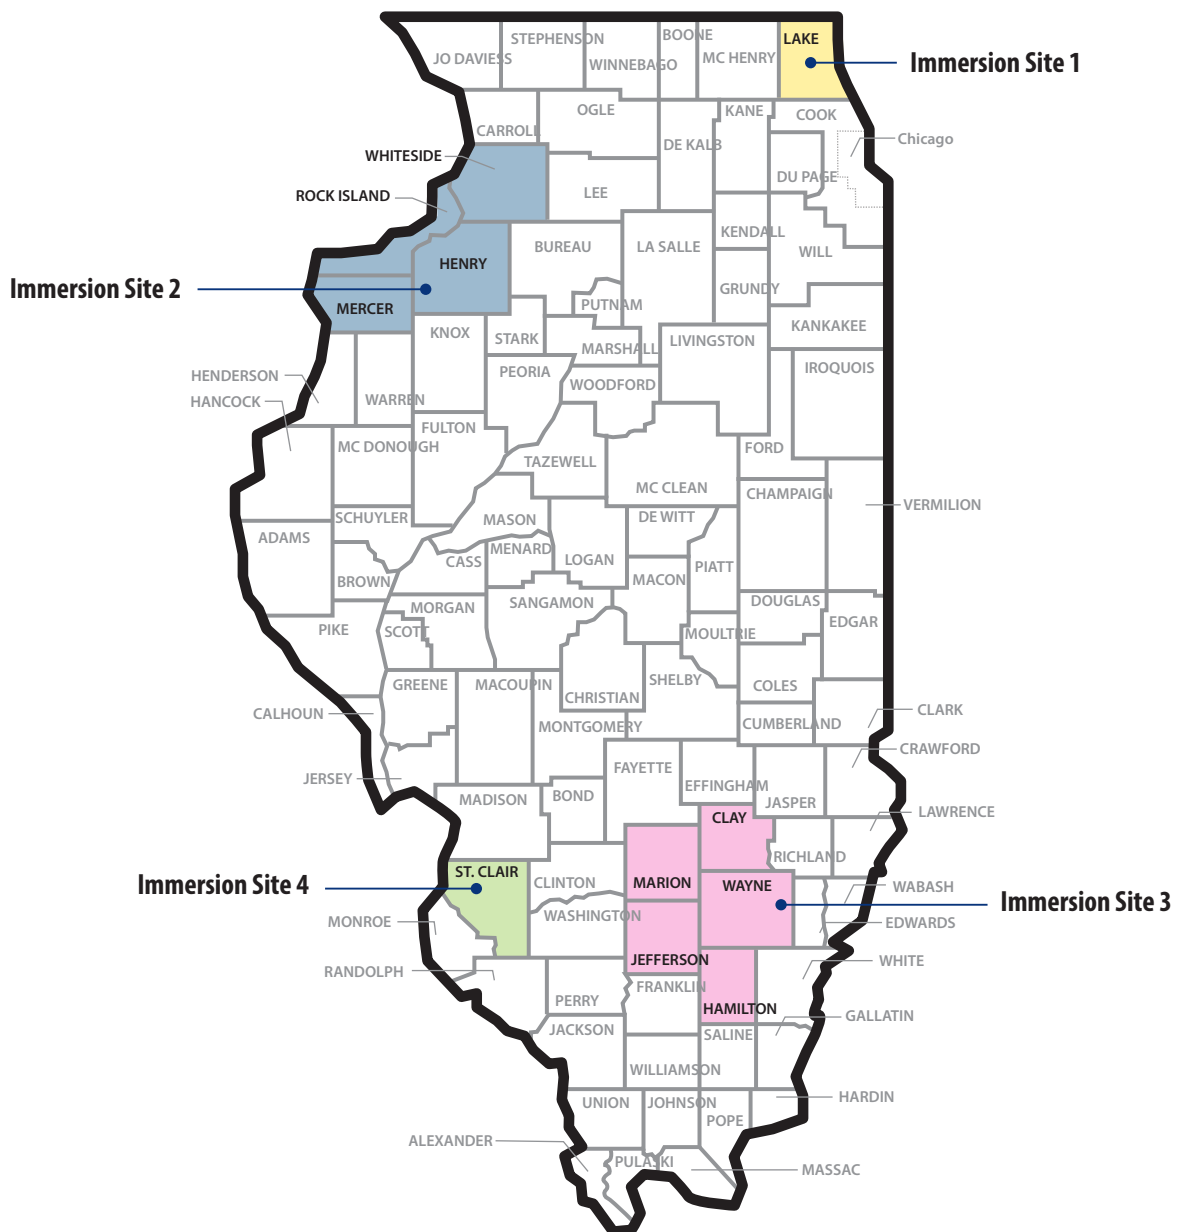 BOONE
LAKE
STEPHENSON
JO DAVIESS
WINNEBAGO
MC HENRY
Immersion Site 1
OGLE
KANE
COOK
CARROLL
DE KALB
Chicago
WHITESIDE
DU PAGE
LEE
ROCK ISLAND
KENDALL
BUREAU
LA SALLE
WILL
HENRY
Immersion Site 2
GRUNDY
PUTNAM
MERCER
KANKAKEE
KNOX
STARK
LIVINGSTON
MARSHALL
IROQUOIS
HENDERSON
PEORIA
WOODFORD
HANCOCK
WARREN
FULTON
MC DONOUGH
FORD
TAZEWELL
MC CLEAN
CHAMPAIGN
VERMILION
SCHUYLER
MASON
DE WITT
ADAMS
MENARD
CASS
LOGAN
PIATT
BROWN
MACON
SANGAMON
DOUGLAS
MORGAN
EDGAR
PIKE
SCOTT
MOULTRIE
SHELBY
GREENE
MACOUPIN
COLES
CHRISTIAN
CLARK
CALHOUN
MONTGOMERY
CUMBERLAND
CRAWFORD
FAYETTE
JERSEY
EFFINGHAM
BOND
MADISON
JASPER
LAWRENCE
CLAY
RICHLAND
ST. CLAIR
Immersion Site 4
CLINTON
MARION
WAYNE
WABASH
Immersion Site 3
WASHINGTON
MONROE
EDWARDS
JEFFERSON
WHITE
RANDOLPH
FRANKLIN
PERRY
HAMILTON
GALLATIN
JACKSON
SALINE
WILLIAMSON
HARDIN
UNION
JOHNSON
POPE
ALEXANDER
PULASKI
MASSAC